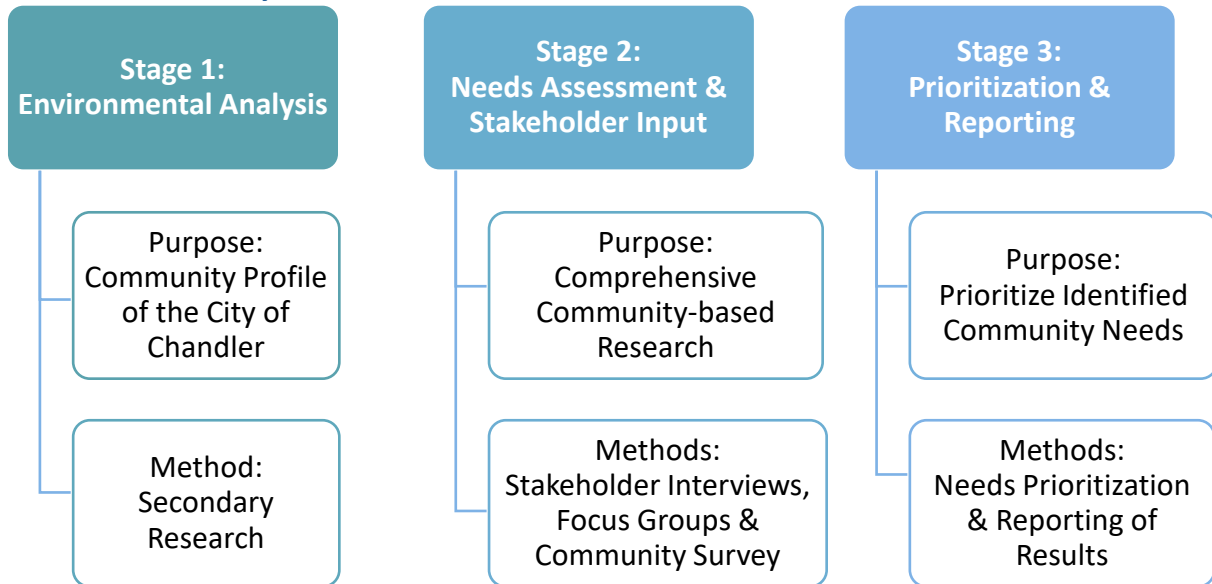 Stage 1:
Environmental Analysis
Purpose:
Community Profile
of the City of
Chandler
Method:
Secondary
Research
Stage 2:
Needs Assessment &
Stakeholder Input
Purpose:
Comprehensive
Community-based
Research
Methods:
Stakeholder Interviews,
Focus Groups &
Community Survey
Stage 3:
Prioritization &
Reporting
Purpose:
Prioritize Identified
Community Needs
Methods:
Needs Prioritization
& Reporting of
Results